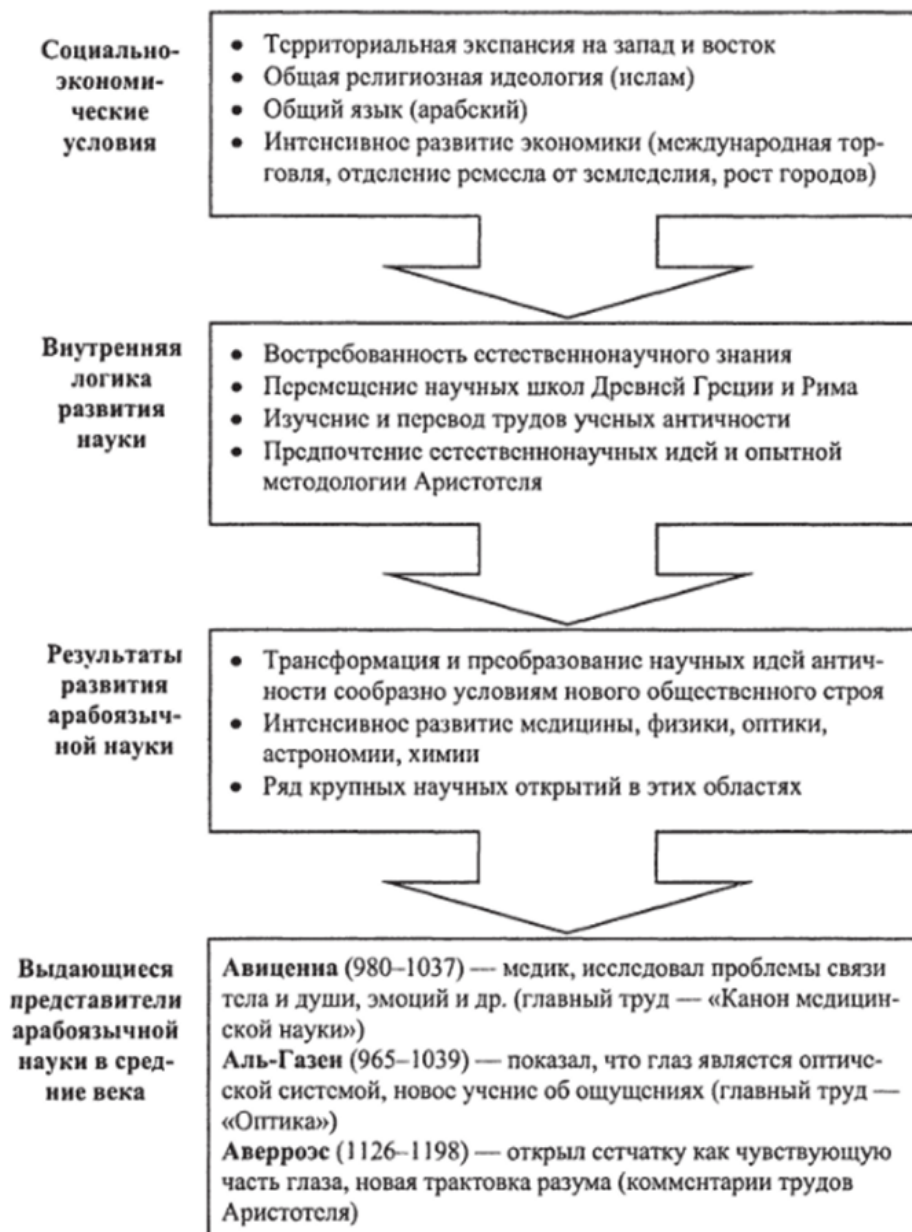 Социально-
экономи-
ческие
условия
• Территориальная экспансия на запад и восток
• Общая религиозная идеология (ислам)
• Общий язык (арабский)
• Интенсивное развитие экономики (международная тор-
говля, отделение ремесла от земледелия, рост городов)
Внутренняя
логика
развития
науки
• Востребованность естественнонаучного знания
• Перемещение научных школ Древней Греции и Рима
• Изучение и перевод трудов ученых античности
• Предпочтение естественнонаучных идей и опытной
методологии Аристотеля
Результаты
развития
арабоязыч-
ной науки
• Трансформация и преобразование научных идей антич-
ности сообразно условиям нового общественного строя
• Интенсивное развитие медицины, физики, оптики,
астрономии, химии
• Ряд крупных научных открытий в этих областях
Выдающиеся
представители
арабоязычной
науки в сред-
ние века
Авиценна (980–1037) — медик, исследовал проблемы связи
тела и души, эмоций и др. (главный труд — «Канон медицин-
ской науки»)
Аль-Газен (965–1039) — показал, что глаз является оптиче-
ской системой, новое учение об ощущениях (главный труд —
«Оптика»)
Аверроэс (1126–1198) — открыл сетчатку как чувствующую
часть глаза, новая трактовка разума (комментарии трудов
Аристотеля)